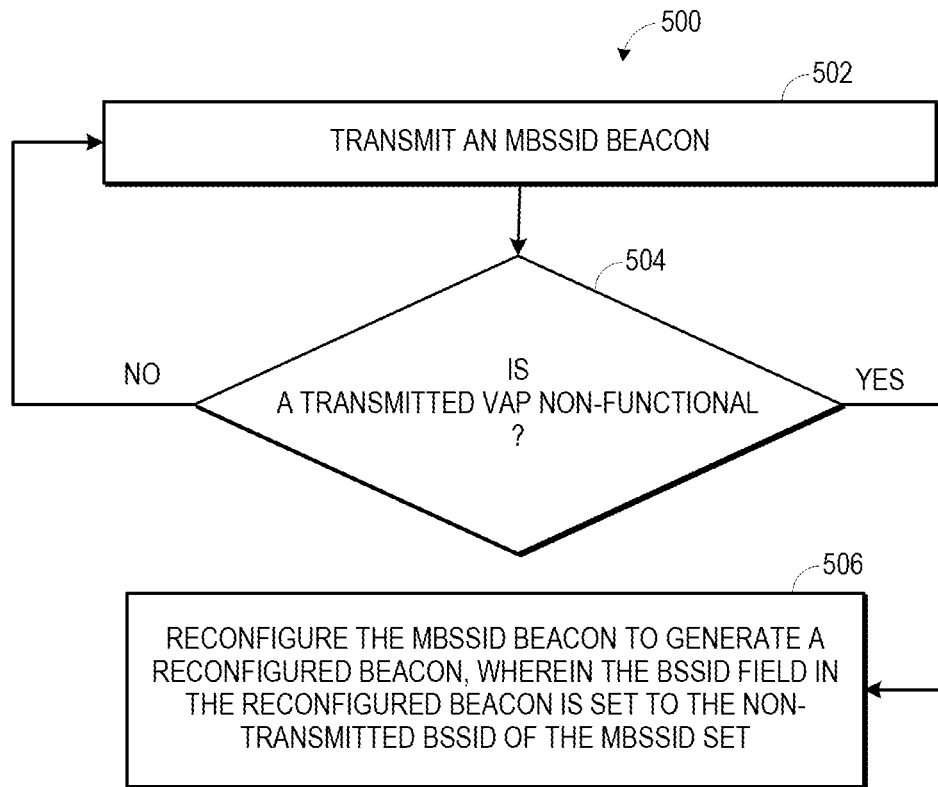 500
502
TRANSMIT AN MBSSID BEACON
504
IS
A TRANSMITTED VAP NON-FUNCTIONAL
?
NO
YES
506
RECONFIGURE THE MBSSID BEACON TO GENERATE A
RECONFIGURED BEACON, WHEREIN THE BSSID FIELD IN
THE RECONFIGURED BEACON IS SET TO THE NON-
TRANSMITTED BSSID OF THE MBSSID SET